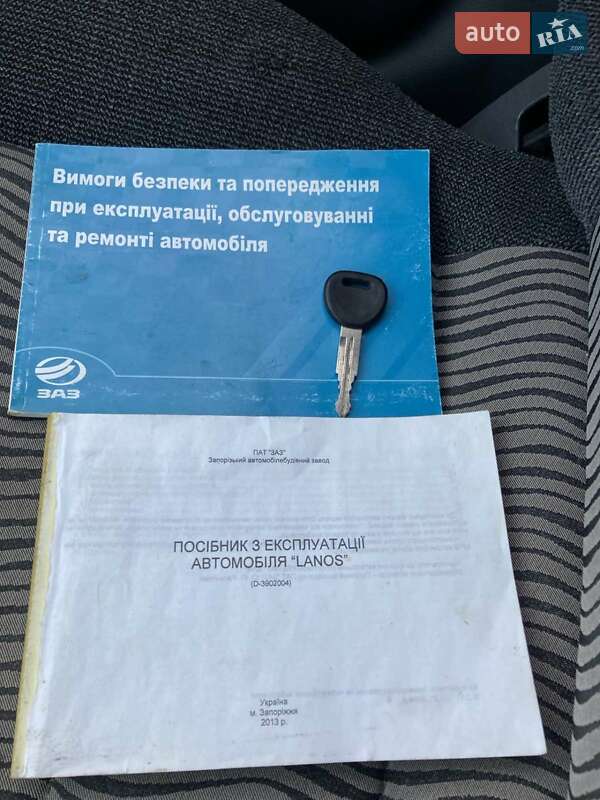 auto RIA .com
Вимоги безпеки та попередження
при експлуатації, обслуговуванні
та ремонті автомобіля
ЗАЗ
ПАТ "ЗАЗ"
Запорізький автомобілебудівний завод
ПОСІБНИК З ЕКСПЛУАТАЦІЇ
АВТОМОБІЛЯ "LANOS"
(D-3902004)
Україна
м. Запоріжжя
2013 р.